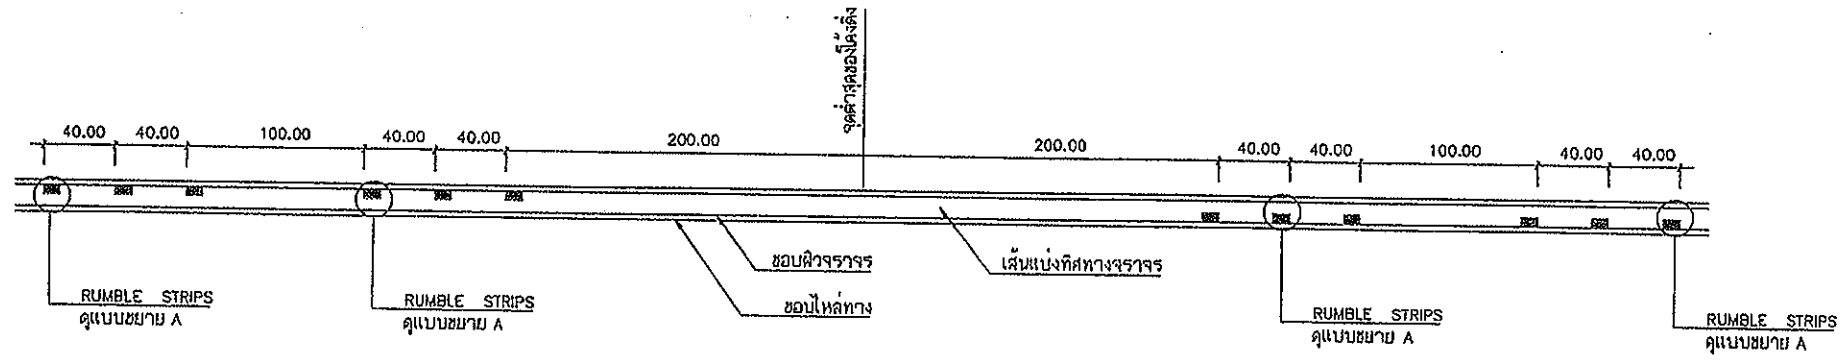 จุดต่ำสุดของโค้งดิ่ง
40.00 40.00 100.00 40.00 40.00 200.00 200.00 40.00 40.00 100.00 40.00 40.00
ขอบผิวจราจร
เส้นแบ่งทิศทางจราจร
ขอบไหล่ทาง
RUMBLE STRIPS
ดูแบบขยาย A
RUMBLE STRIPS
ดูแบบขยาย A
RUMBLE STRIPS
ดูแบบขยาย A
RUMBLE STRIPS
ดูแบบขยาย A